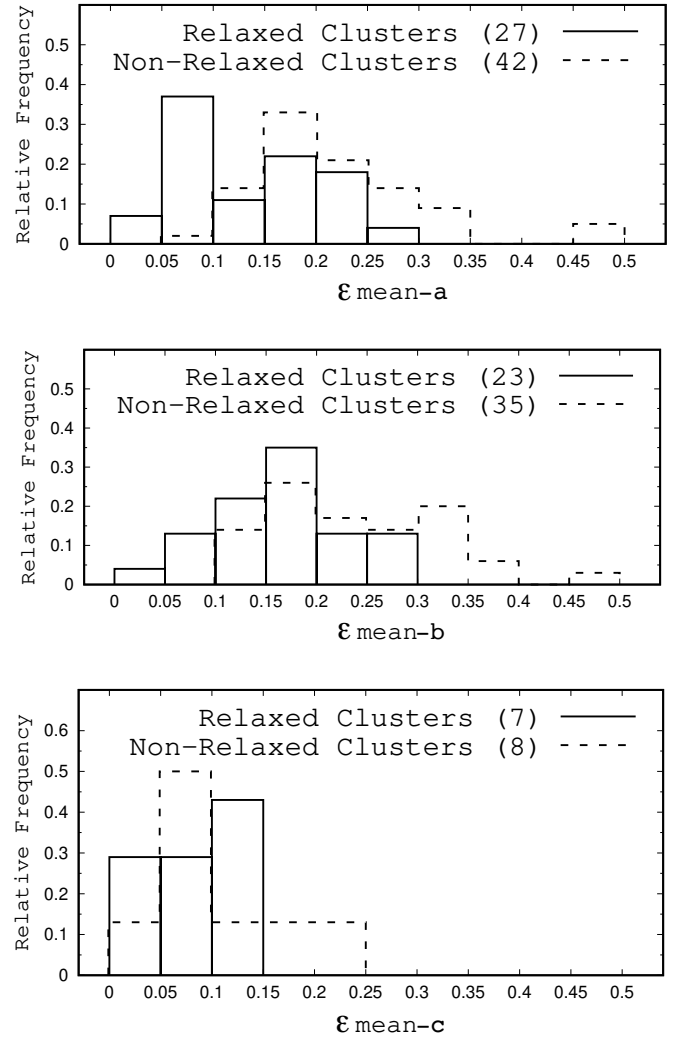 Relaxed Clusters (27)
Non-Relaxed Clusters (42)
Relative Frequency
0.5
0.4
0.3
0.2
0.1
0
0 0.05 0.1 0.15 0.2 0.25 0.3 0.35 0.4 0.45 0.5
ε mean-a
Relaxed Clusters (23)
Non-Relaxed Clusters (35)
Relative Frequency
0.5
0.4
0.3
0.2
0.1
0
0 0.05 0.1 0.15 0.2 0.25 0.3 0.35 0.4 0.45 0.5
ε mean-b
Relaxed Clusters (7)
Non-Relaxed Clusters (8)
Relative Frequency
0.6
0.5
0.4
0.3
0.2
0.1
0
0 0.05 0.1 0.15 0.2 0.25 0.3 0.35 0.4 0.45 0.5
ε mean-c